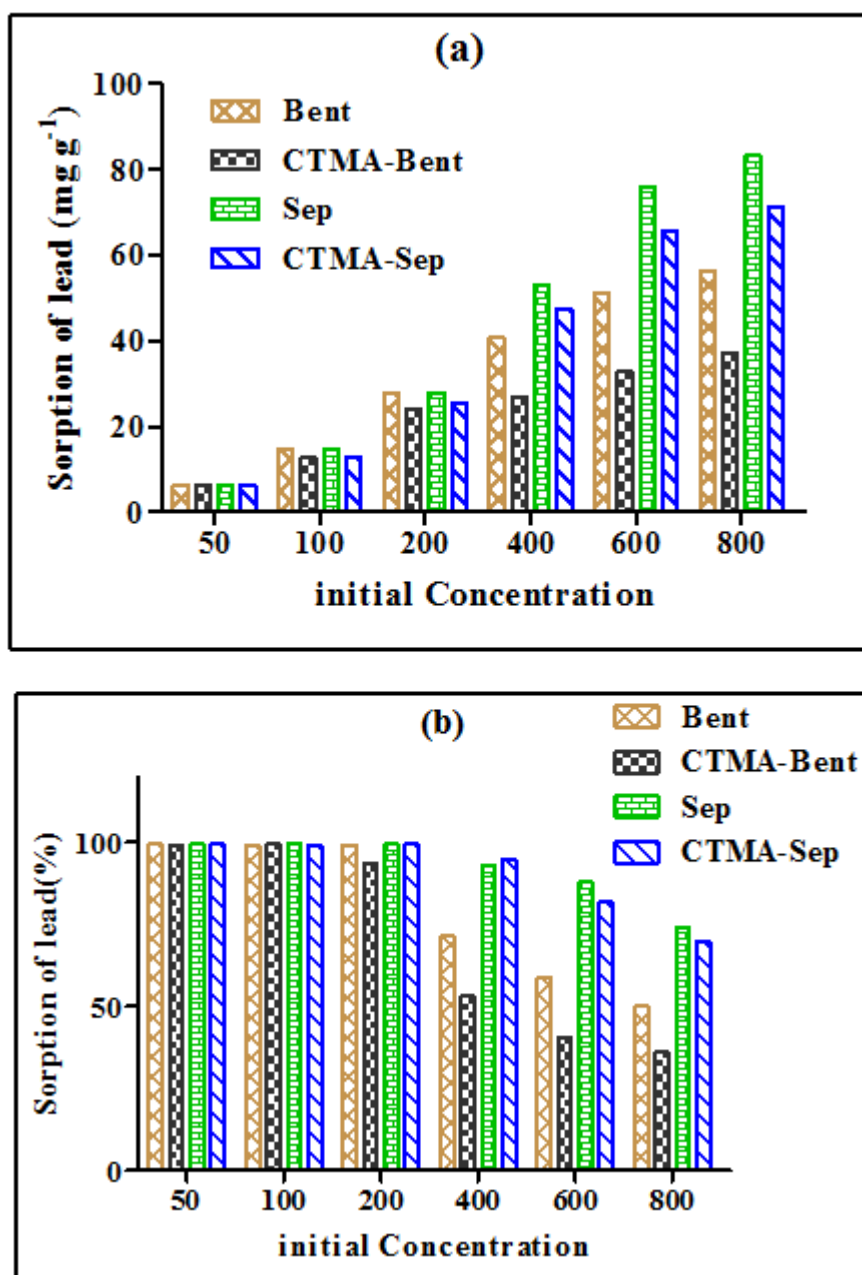 (a)
Sorption of lead (mg g-1)
100
80
60
40
20
0
Bent
CTMA-Bent
Sep
CTMA-Sep
50 100 200 400 600 800
initial Concentration
(b)
Bent
CTMA-Bent
Sep
CTMA-Sep
Sorption of lead(%)
100
50
0
50 100 200 400 600 800
initial Concentration